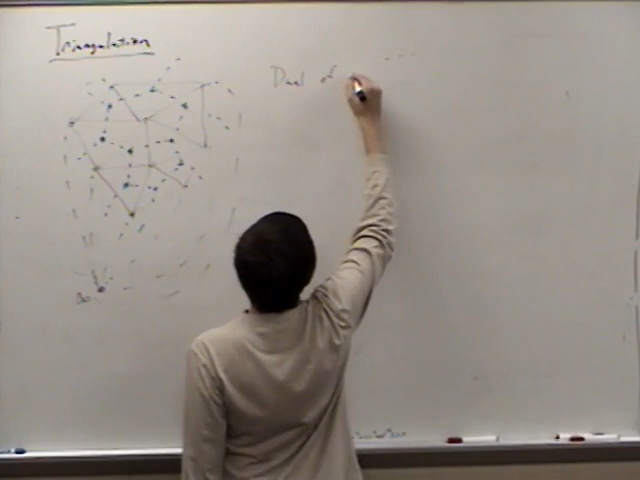 Triangulation
Dual of
∞